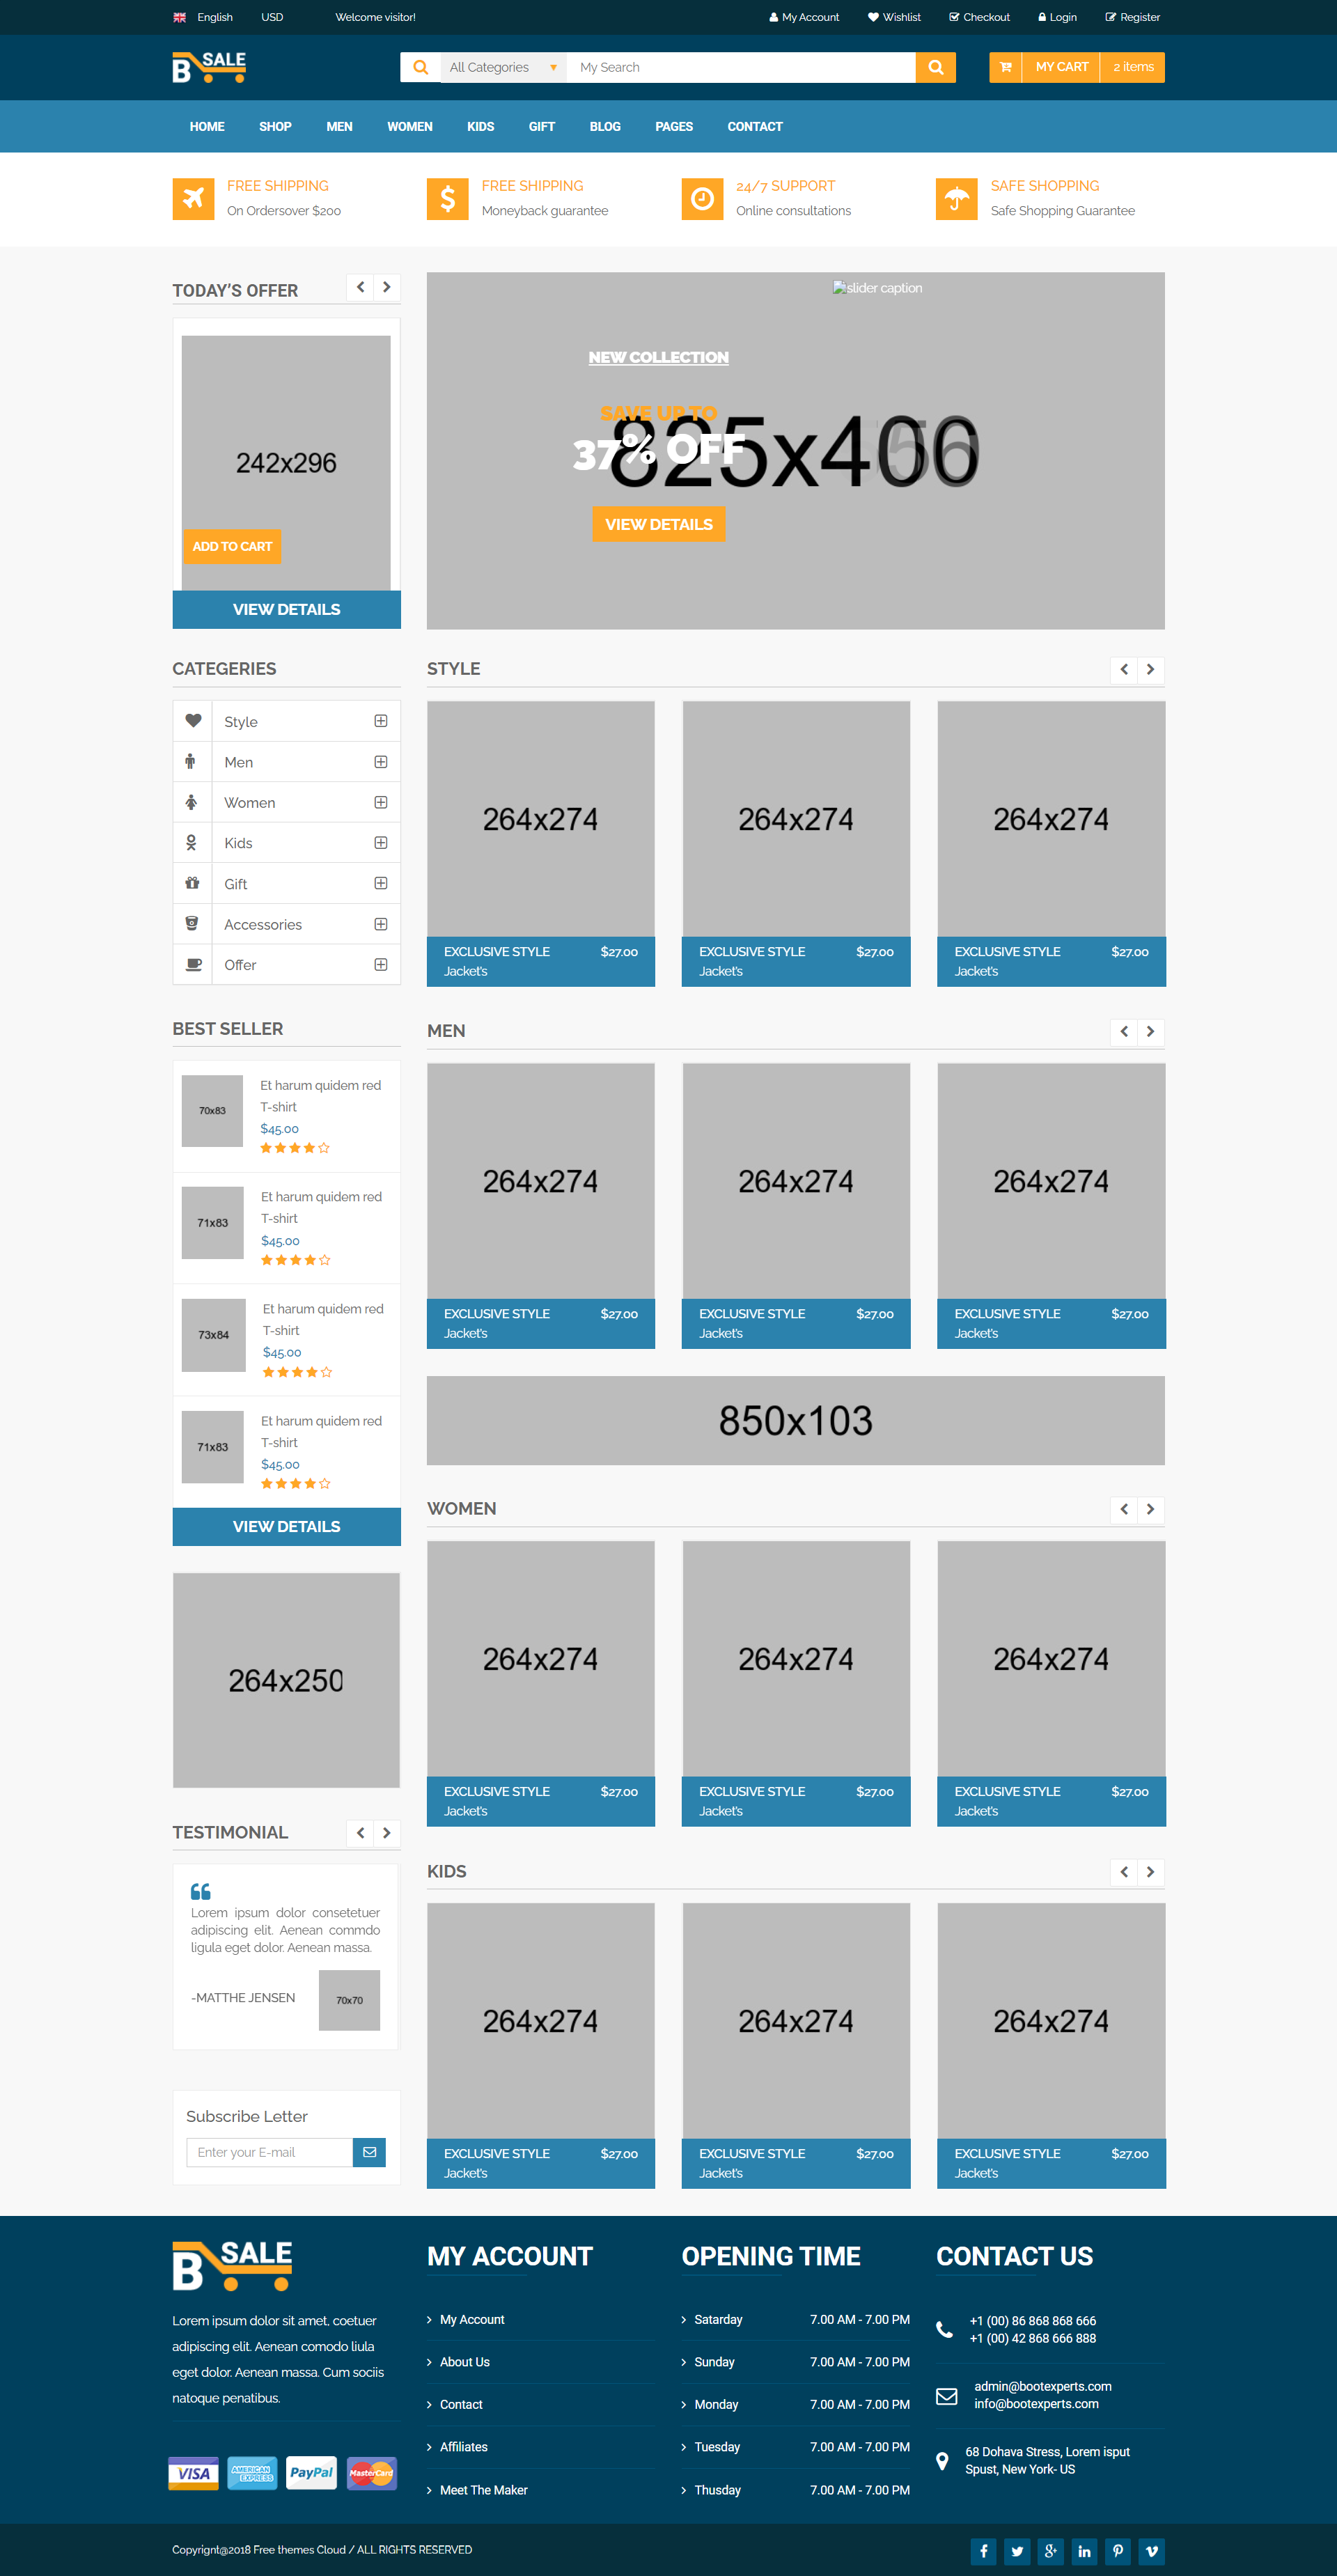 English USD Welcome visitor! My Account Wishlist Checkout Login Register
B SALE All Categories My Search MY CART 2 items
HOME SHOP MEN WOMEN KIDS GIFT BLOG PAGES CONTACT
FREE SHIPPING
On Ordersover $200
FREE SHIPPING
Moneyback guarantee
24/7 SUPPORT
Online consultations
SAFE SHOPPING
Safe Shopping Guarantee
TODAY'S OFFER
242x296
ADD TO CART
VIEW DETAILS
slider caption
NEW COLLECTION
SAVE UP TO
37% OFF
VIEW DETAILS
CATEGERIES
Style
Men
Women
Kids
Gift
Accessories
Offer
BEST SELLER
70x83
Et harum quidem red
T-shirt
$45.00
71x83
Et harum quidem red
T-shirt
$45.00
73x84
Et harum quidem red
T-shirt
$45.00
71x83
Et harum quidem red
T-shirt
$45.00
VIEW DETAILS
264x250
TESTIMONIAL
Lorem ipsum dolor consetetuer
adipiscing elit. Aenean commdo
ligula eget dolor. Aenean massa.
-MATTHE JENSEN
70x70
Subscribe Letter
Enter your E-mail
STYLE
264x274 264x274 264x274
EXCLUSIVE STYLE $27.00 EXCLUSIVE STYLE $27.00 EXCLUSIVE STYLE $27.00
Jacket's Jacket's Jacket's
MEN
264x274 264x274 264x274
EXCLUSIVE STYLE $27.00 EXCLUSIVE STYLE $27.00 EXCLUSIVE STYLE $27.00
Jacket's Jacket's Jacket's
850x103
WOMEN
264x274 264x274 264x274
EXCLUSIVE STYLE $27.00 EXCLUSIVE STYLE $27.00 EXCLUSIVE STYLE $27.00
Jacket's Jacket's Jacket's
KIDS
264x274 264x274 264x274
EXCLUSIVE STYLE $27.00 EXCLUSIVE STYLE $27.00 EXCLUSIVE STYLE $27.00
Jacket's Jacket's Jacket's
B SALE
Lorem ipsum dolor sit amet, coetuer
adipiscing elit. Aenean comodo liula
eget dolor. Aenean massa. Cum sociis
natoque penatibus.
VISA AMERICAN EXPRESS PayPal MasterCard
MY ACCOUNT
My Account
About Us
Contact
Affiliates
Meet The Maker
OPENING TIME
Satarday 7.00 AM - 7.00 PM
Sunday 7.00 AM - 7.00 PM
Monday 7.00 AM - 7.00 PM
Tuesday 7.00 AM - 7.00 PM
Thusday 7.00 AM - 7.00 PM
CONTACT US
+1 (00) 86 868 868 666
+1 (00) 42 868 666 888
admin@bootexperts.com
info@bootexperts.com
68 Dohava Stress, Lorem isput
Spust, New York- US
Copyrignt@2018 Free themes Cloud / ALL RIGHTS RESERVED